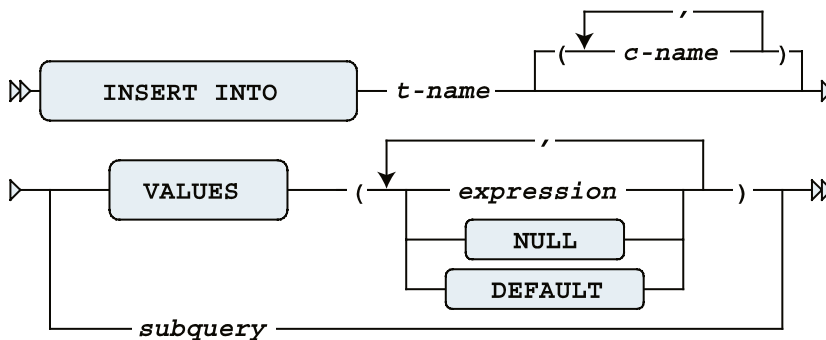 ,
( c-name )
INSERT INTO t-name
,
VALUES ( expression )
NULL
DEFAULT
subquery